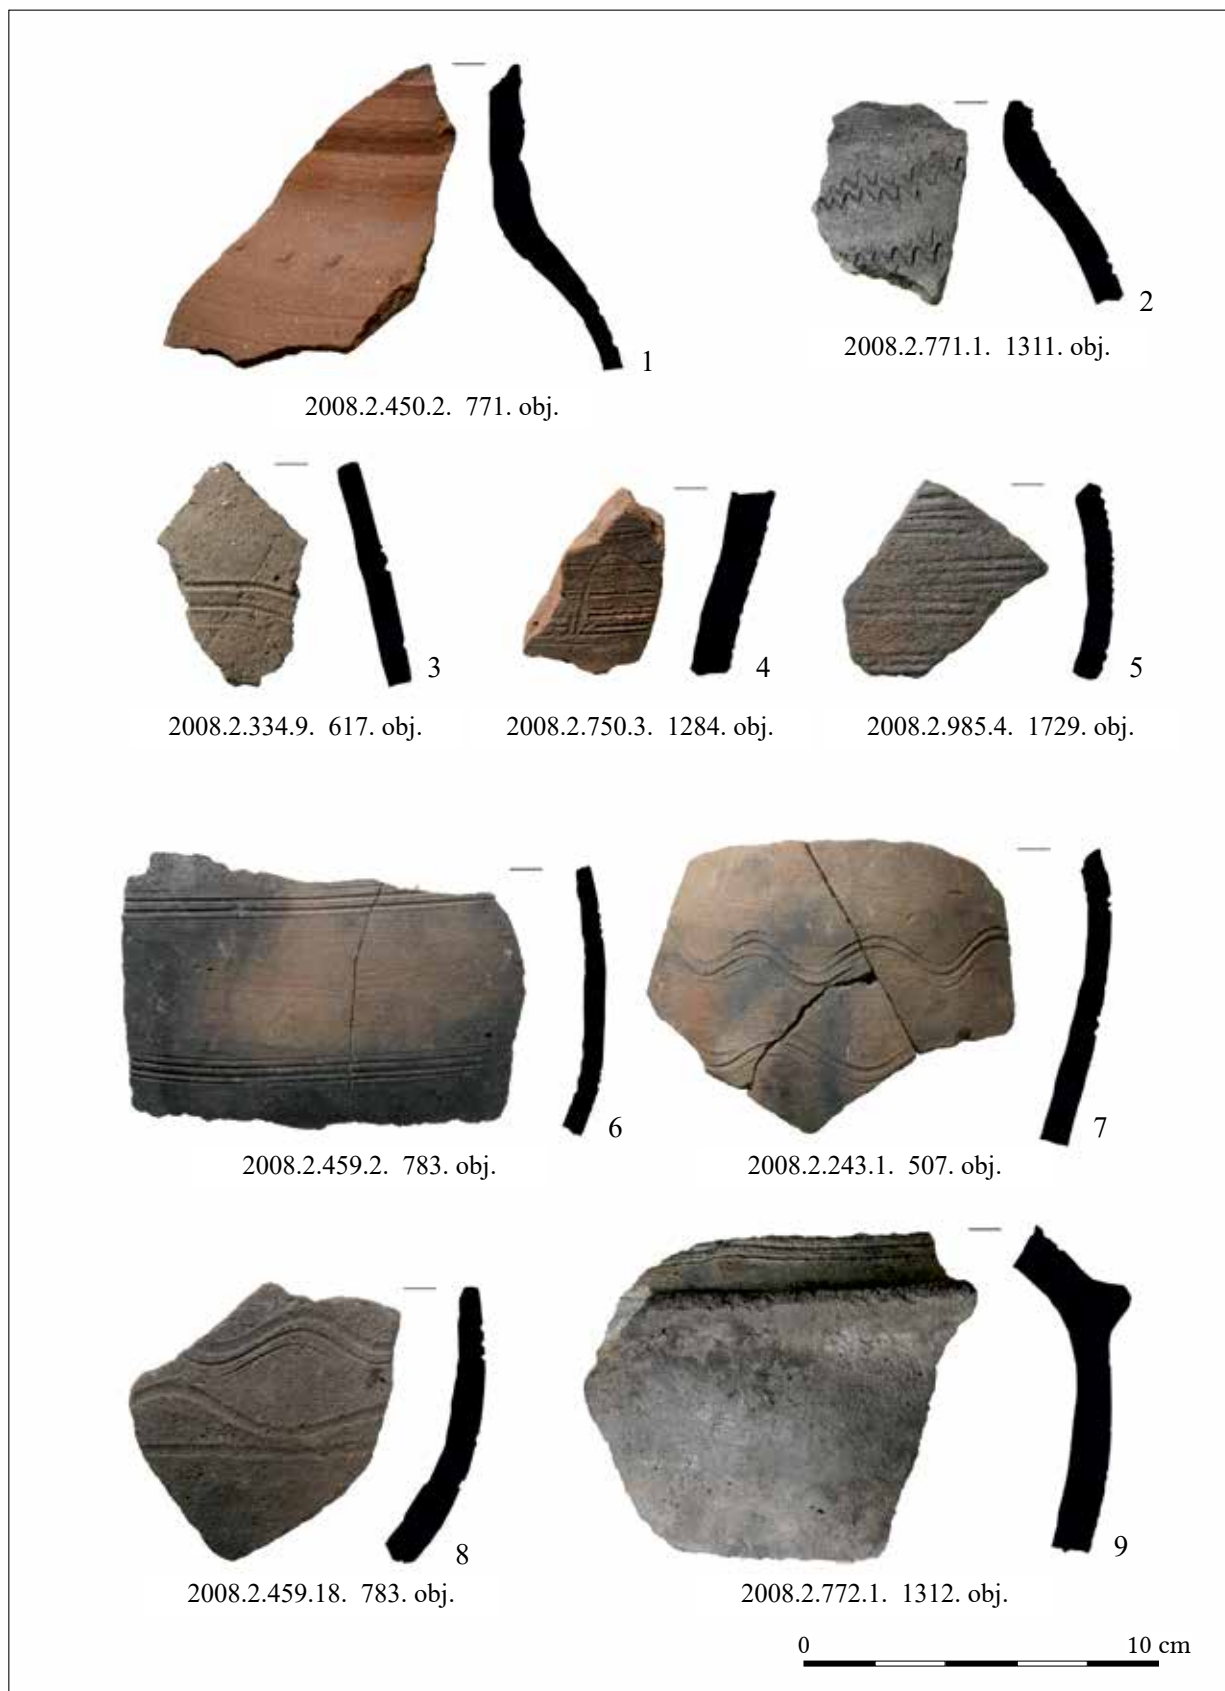 1
2008.2.450.2. 771. obj.
2
2008.2.771.1. 1311. obj.
3
2008.2.334.9. 617. obj.
4
2008.2.750.3. 1284. obj.
5
2008.2.985.4. 1729. obj.
6
2008.2.459.2. 783. obj.
7
2008.2.243.1. 507. obj.
8
2008.2.459.18. 783. obj.
9
2008.2.772.1. 1312. obj.
0 10 cm